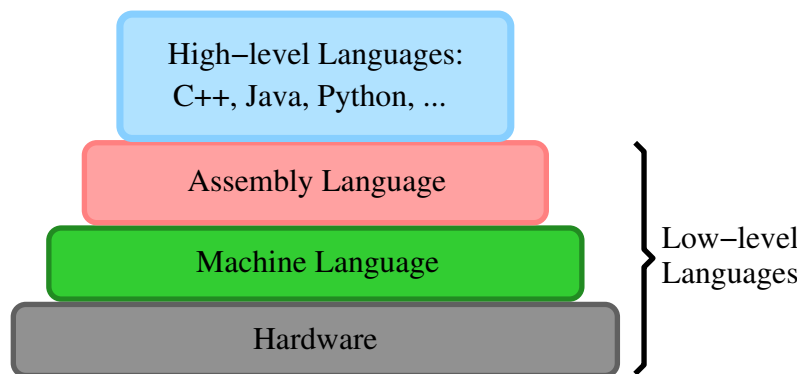 High−level Languages:
C++, Java, Python, ...
Assembly Language
Machine Language
Hardware
Low−level
Languages